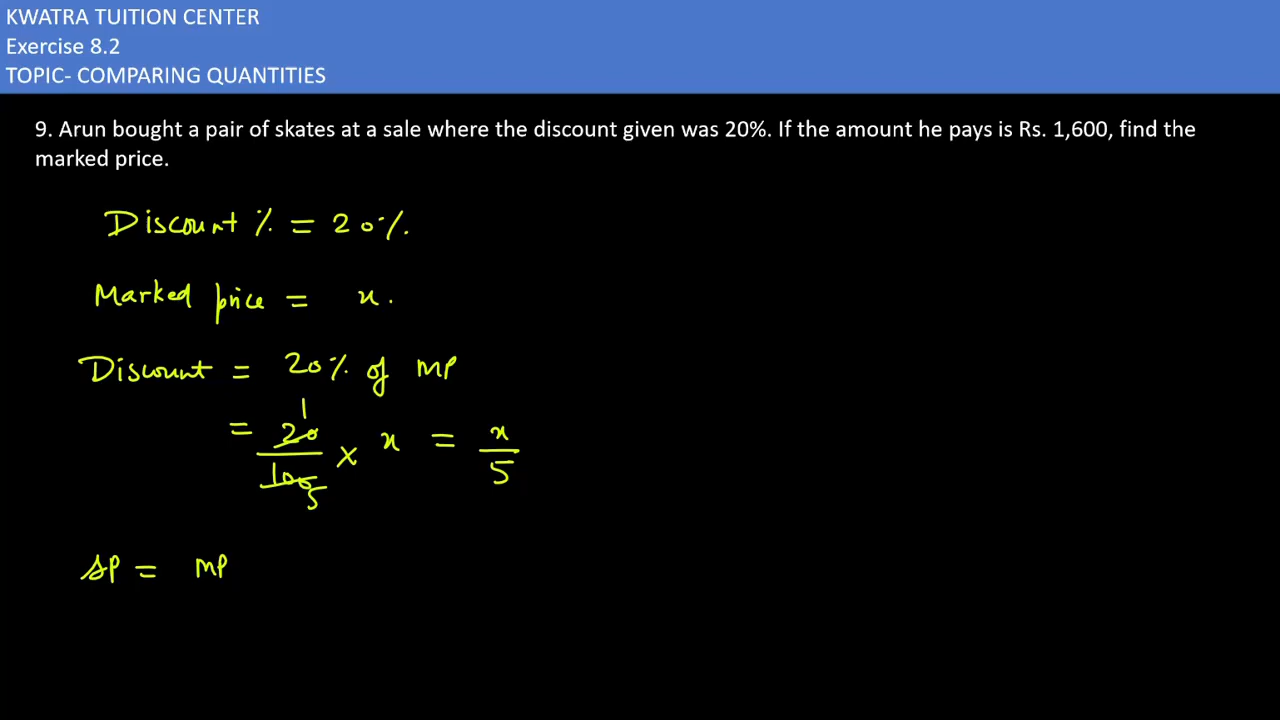 KWATRA TUITION CENTER
Exercise 8.2
TOPIC- COMPARING QUANTITIES
9. Arun bought a pair of skates at a sale where the discount given was 20%. If the amount he pays is Rs. 1,600, find the
marked price.
Discount % = 20%.
Marked price = x.
Discount = 20% of MP
= 20/100 × x = x/5
1
5
SP = MP